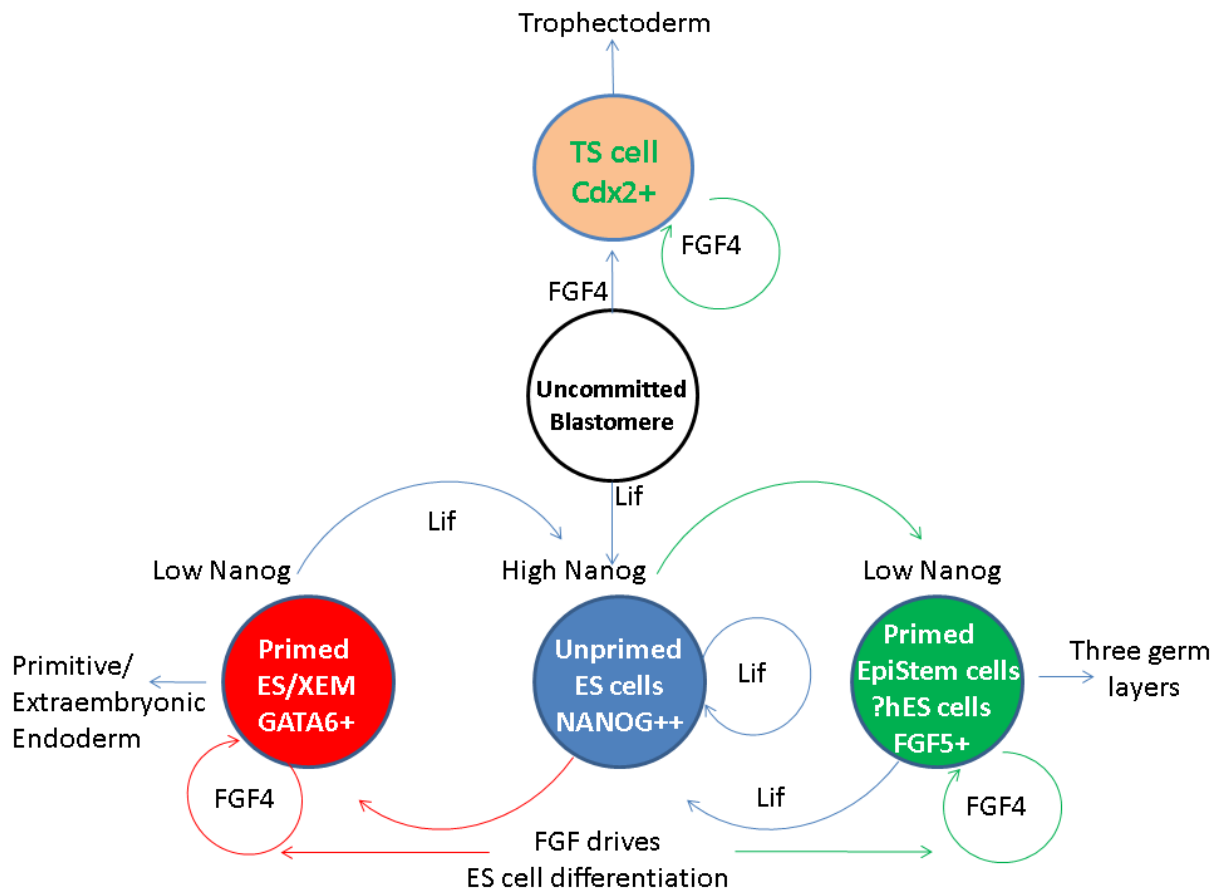 Trophectoderm
TS cell
Cdx2+
FGF4
FGF4
Uncommitted
Blastomere
Lif
Lif
Low Nanog
High Nanog
Low Nanog
Primitive/
Extraembryonic
Endoderm
Primed
ES/XEM
GATA6+
Unprimed
ES cells
NANOG++
Lif
Primed
EpiStem cells
?hES cells
FGF5+
Three germ
layers
FGF4
Lif
FGF4
FGF drives
ES cell differentiation